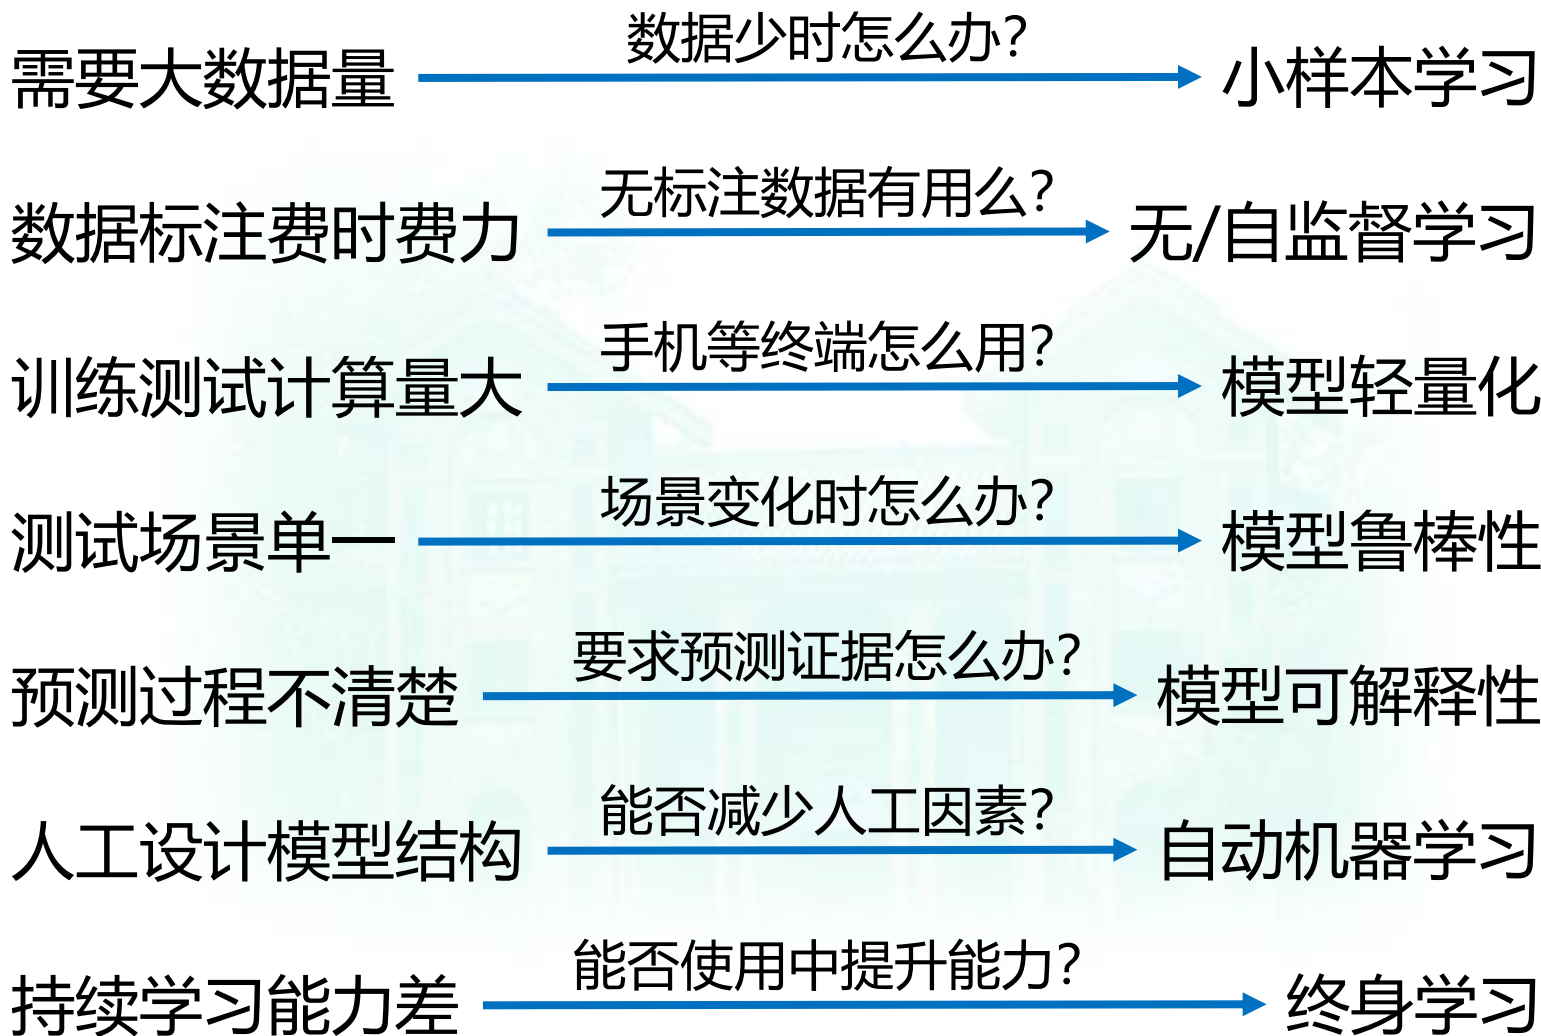 数据少时怎么办?
需要大数据量
小样本学习
无标注数据有用么?
数据标注费时费力
无/自监督学习
手机等终端怎么用?
训练测试计算量大
模型轻量化
场景变化时怎么办?
测试场景单一
模型鲁棒性
要求预测证据怎么办?
预测过程不清楚
模型可解释性
能否减少人工因素?
人工设计模型结构
自动机器学习
能否使用中提升能力?
持续学习能力差
终身学习